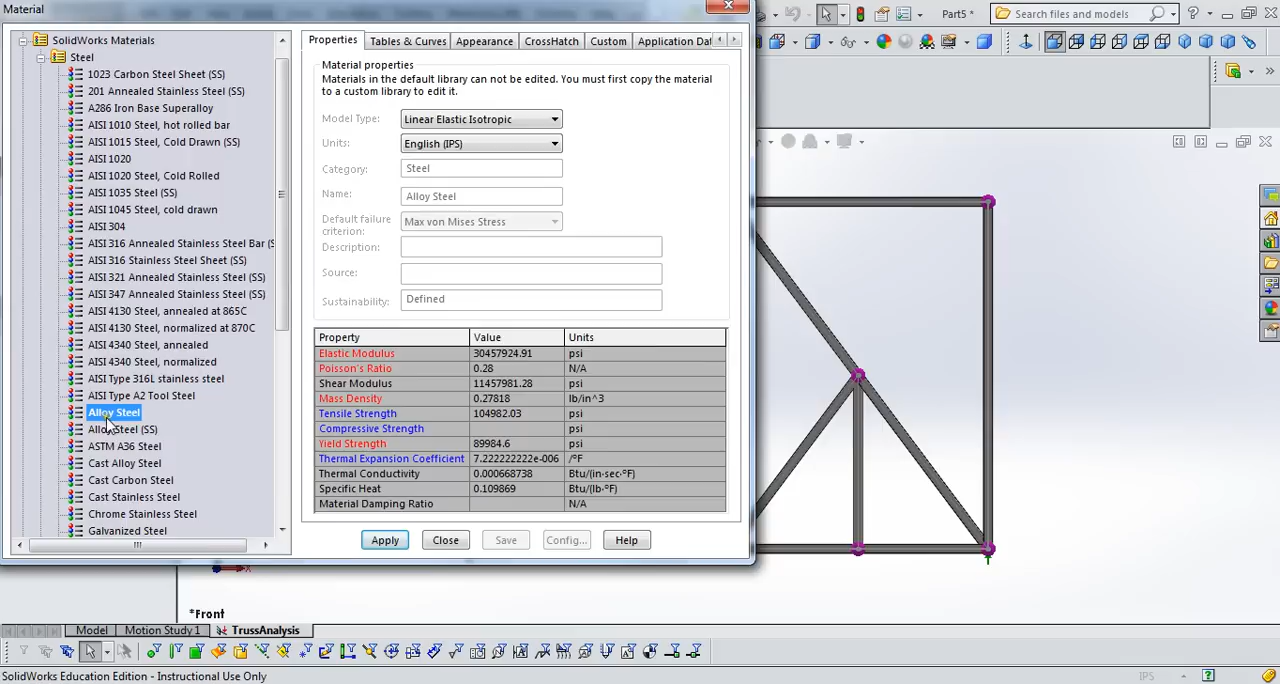 Material
Part5 *
Search files and models
SolidWorks Materials
Steel
1023 Carbon Steel Sheet (SS)
201 Annealed Stainless Steel (SS)
A286 Iron Base Superalloy
AISI 1010 Steel, hot rolled bar
AISI 1015 Steel, Cold Drawn (SS)
AISI 1020
AISI 1020 Steel, Cold Rolled
AISI 1035 Steel (SS)
AISI 1045 Steel, cold drawn
AISI 304
AISI 316 Annealed Stainless Steel Bar (S
AISI 316 Stainless Steel Sheet (SS)
AISI 321 Annealed Stainless Steel (SS)
AISI 347 Annealed Stainless Steel (SS)
AISI 4130 Steel, annealed at 865C
AISI 4130 Steel, normalized at 870C
AISI 4340 Steel, annealed
AISI 4340 Steel, normalized
AISI Type 316L stainless steel
AISI Type A2 Tool Steel
Alloy Steel
Alloy Steel (SS)
ASTM A36 Steel
Cast Alloy Steel
Cast Carbon Steel
Cast Stainless Steel
Chrome Stainless Steel
Galvanized Steel
Properties Tables & Curves Appearance CrossHatch Custom Application Dat
Material properties
Materials in the default library can not be edited. You must first copy the material
to a custom library to edit it.
Model Type: Linear Elastic Isotropic
Units: English (IPS)
Category: Steel
Name: Alloy Steel
Default failure
criterion: Max von Mises Stress
Description:
Source:
Sustainability: Defined
Property Value Units
Elastic Modulus 30457924.91 psi
Poisson's Ratio 0.28 N/A
Shear Modulus 11457981.28 psi
Mass Density 0.27818 lb/in^3
Tensile Strength 104982.03 psi
Compressive Strength psi
Yield Strength 89984.6 psi
Thermal Expansion Coefficient 7.222222222e-006 /°F
Thermal Conductivity 0.000668738 Btu/(in·sec·°F)
Specific Heat 0.109869 Btu/(lb·°F)
Material Damping Ratio N/A
Apply Close Save Config... Help
*Front
Model Motion Study 1 TrussAnalysis
SolidWorks Education Edition - Instructional Use Only
IPS